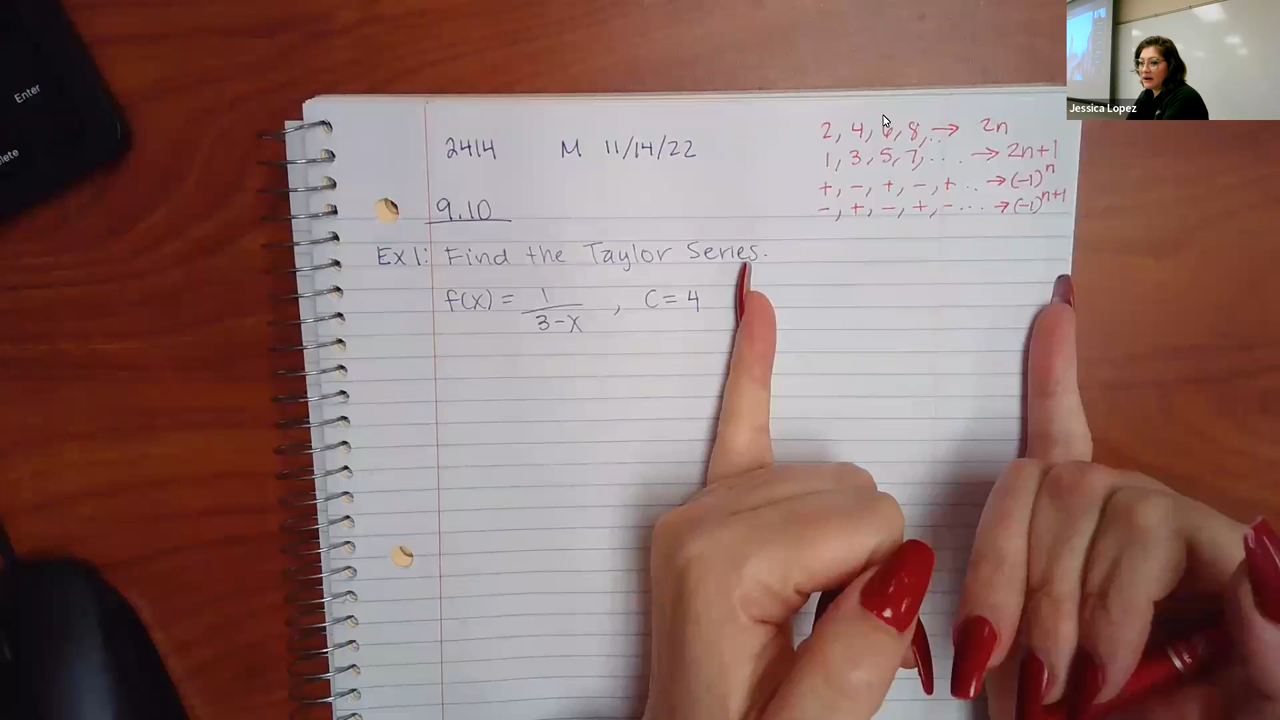 Enter
lete
Jessica Lopez
2414 M 11/14/22
2, 4, 6, 8, ... → 2n
1, 3, 5, 7, ... → 2n+1
+, -, +, -, + ... → (-1)^n
-, +, -, +, - ... → (-1)^{n+1}
9.10
Ex 1: Find the Taylor Series.
f(x) = 1/(3-x) , C = 4